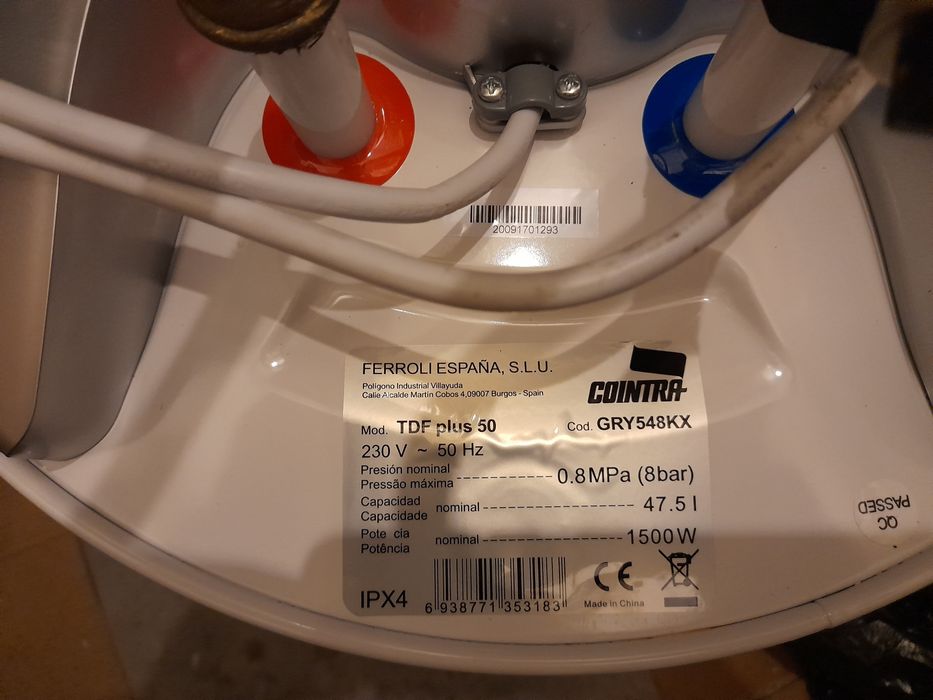 20091701293
FERROLI ESPAÑA, S.L.U.
Polígono Industrial Villayuda
Calle Alcalde Martín Cobos 4,09007 Burgos - Spain
COINTRA
Mod. TDF plus 50 Cod. GRY548KX
230 V ~ 50 Hz
Presión nominal
Pressão máxima 0.8MPa (8bar)
Capacidad
Capacidade nominal 47.5 l
Pote cia
Potência nominal 1500W
IPX4
6 938771 353183
CE
Made in China
QC
PASSED